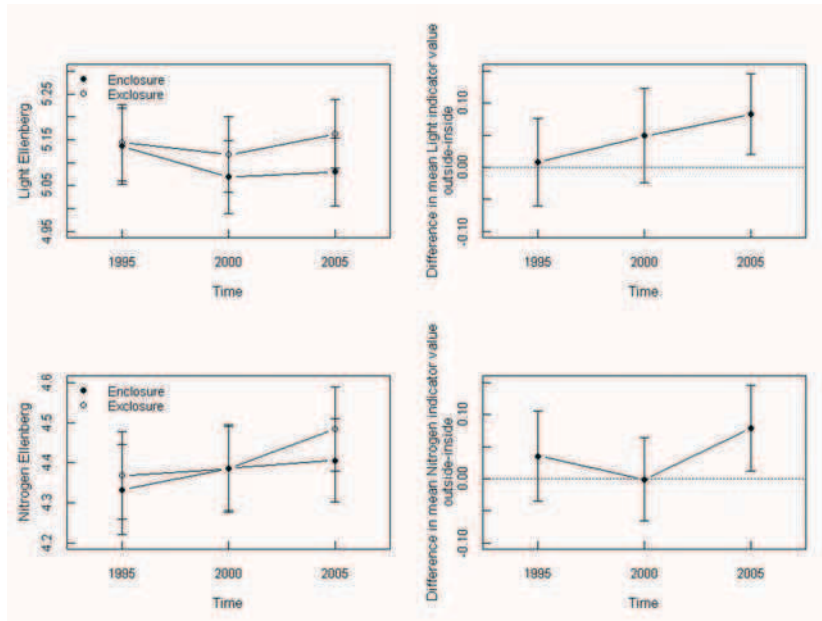 Enclosure
Exclosure
Light Ellenberg
5.25
5.15
5.05
4.95
1995
2000
2005
Time
Difference in mean Light indicator value
outside-inside
0.10
0.00
-0.10
1995
2000
2005
Time
Enclosure
Exclosure
Nitrogen Ellenberg
4.6
4.5
4.4
4.3
4.2
1995
2000
2005
Time
Difference in mean Nitrogen indicator value
outside-inside
0.10
0.00
-0.10
1995
2000
2005
Time